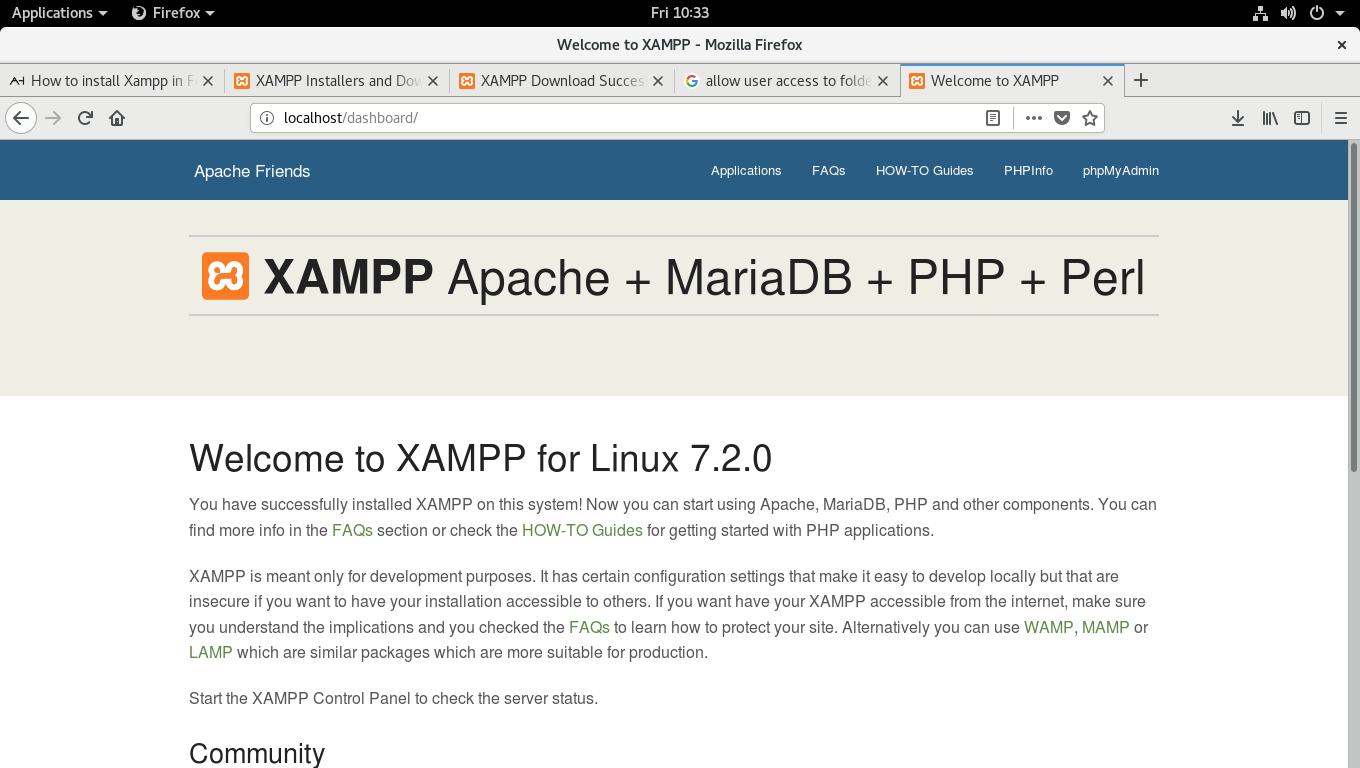 Applications Firefox Fri 10:33
Welcome to XAMPP - Mozilla Firefox
How to install Xampp in F XAMPP Installers and Dow XAMPP Download Succes allow user access to folde Welcome to XAMPP
localhost/dashboard/
Apache Friends Applications FAQs HOW-TO Guides PHPInfo phpMyAdmin
XAMPP Apache + MariaDB + PHP + Perl
Welcome to XAMPP for Linux 7.2.0
You have successfully installed XAMPP on this system! Now you can start using Apache, MariaDB, PHP and other components. You can
find more info in the FAQs section or check the HOW-TO Guides for getting started with PHP applications.
XAMPP is meant only for development purposes. It has certain configuration settings that make it easy to develop locally but that are
insecure if you want to have your installation accessible to others. If you want have your XAMPP accessible from the internet, make sure
you understand the implications and you checked the FAQs to learn how to protect your site. Alternatively you can use WAMP, MAMP or
LAMP which are similar packages which are more suitable for production.
Start the XAMPP Control Panel to check the server status.
Community